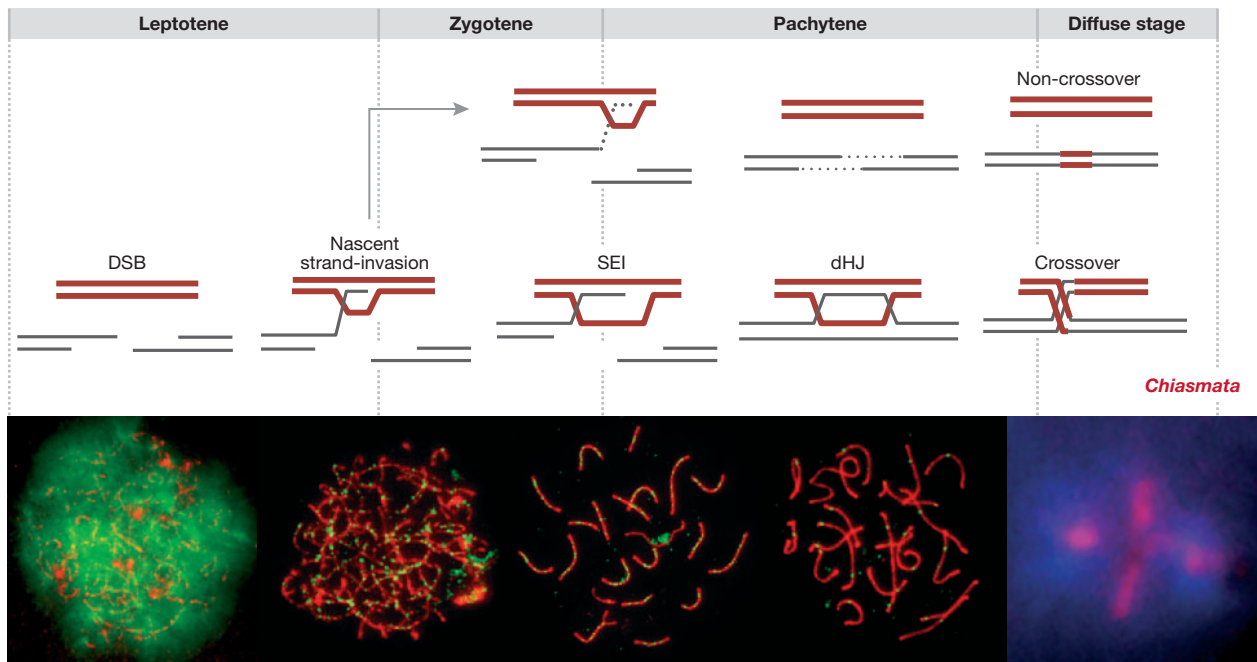 Leptotene
Zygotene
Pachytene
Diffuse stage
Non-crossover
DSB
Nascent
strand-invasion
SEI
dHJ
Crossover
Chiasmata